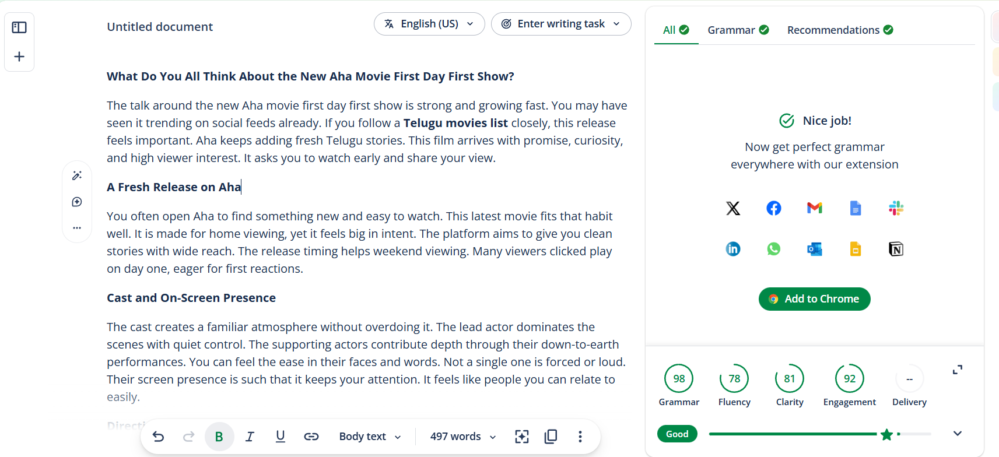 Untitled document
English (US)
Enter writing task
What Do You All Think About the New Aha Movie First Day First Show?
The talk around the new Aha movie first day first show is strong and growing fast. You may have
seen it trending on social feeds already. If you follow a Telugu movies list closely, this release
feels important. Aha keeps adding fresh Telugu stories. This film arrives with promise, curiosity,
and high viewer interest. It asks you to watch early and share your view.
A Fresh Release on Aha
You often open Aha to find something new and easy to watch. This latest movie fits that habit
well. It is made for home viewing, yet it feels big in intent. The platform aims to give you clean
stories with wide reach. The release timing helps weekend viewing. Many viewers clicked play
on day one, eager for first reactions.
Cast and On-Screen Presence
The cast creates a familiar atmosphere without overdoing it. The lead actor dominates the
scenes with quiet control. The supporting actors contribute depth through their down-to-earth
performances. You can feel the ease in their faces and words. Not a single one is forced or loud.
Their screen presence is such that it keeps your attention. It feels like people you can relate to
easily.
Directi
B I U
Body text
497 words
All
Grammar
Recommendations
Nice job!
Now get perfect grammar
everywhere with our extension
Add to Chrome
98
78
81
92
--
Grammar
Fluency
Clarity
Engagement
Delivery
Good